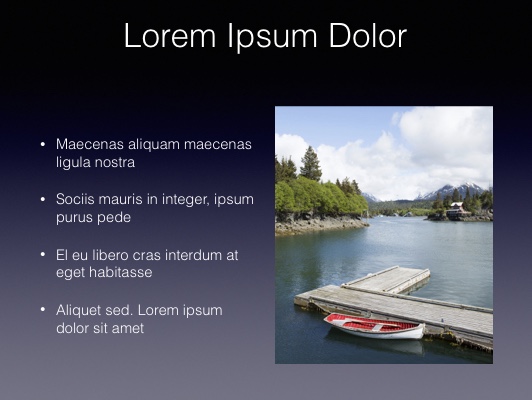 Lorem Ipsum Dolor
• Maecenas aliquam maecenas
ligula nostra
• Sociis mauris in integer, ipsum
purus pede
• El eu libero cras interdum at
eget habitasse
• Aliquet sed. Lorem ipsum
dolor sit amet